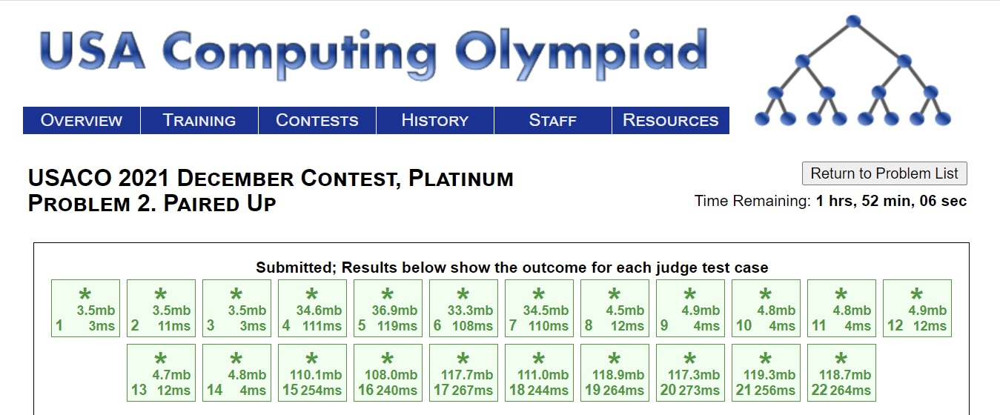 USA Computing Olympiad
OVERVIEW TRAINING CONTESTS HISTORY STAFF RESOURCES
USACO 2021 DECEMBER CONTEST, PLATINUM
PROBLEM 2. PAIRED UP
Return to Problem List
Time Remaining: 1 hrs, 52 min, 06 sec
Submitted; Results below show the outcome for each judge test case
* * * * * * * * * * * *
3.5mb 3.5mb 3.5mb 34.6mb 36.9mb 33.3mb 34.5mb 4.5mb 4.9mb 4.8mb 4.8mb 4.9mb
1 3ms 2 11ms 3 3ms 4 111ms 5 119ms 6 108ms 7 110ms 8 12ms 9 4ms 10 4ms 11 4ms 12 12ms
* * * * * * * * * *
4.7mb 4.8mb 110.1mb 108.0mb 117.7mb 111.0mb 118.9mb 117.3mb 119.3mb 118.7mb
13 12ms 14 4ms 15 254ms 16 240ms 17 267ms 18 244ms 19 264ms 20 273ms 21 256ms 22 264ms